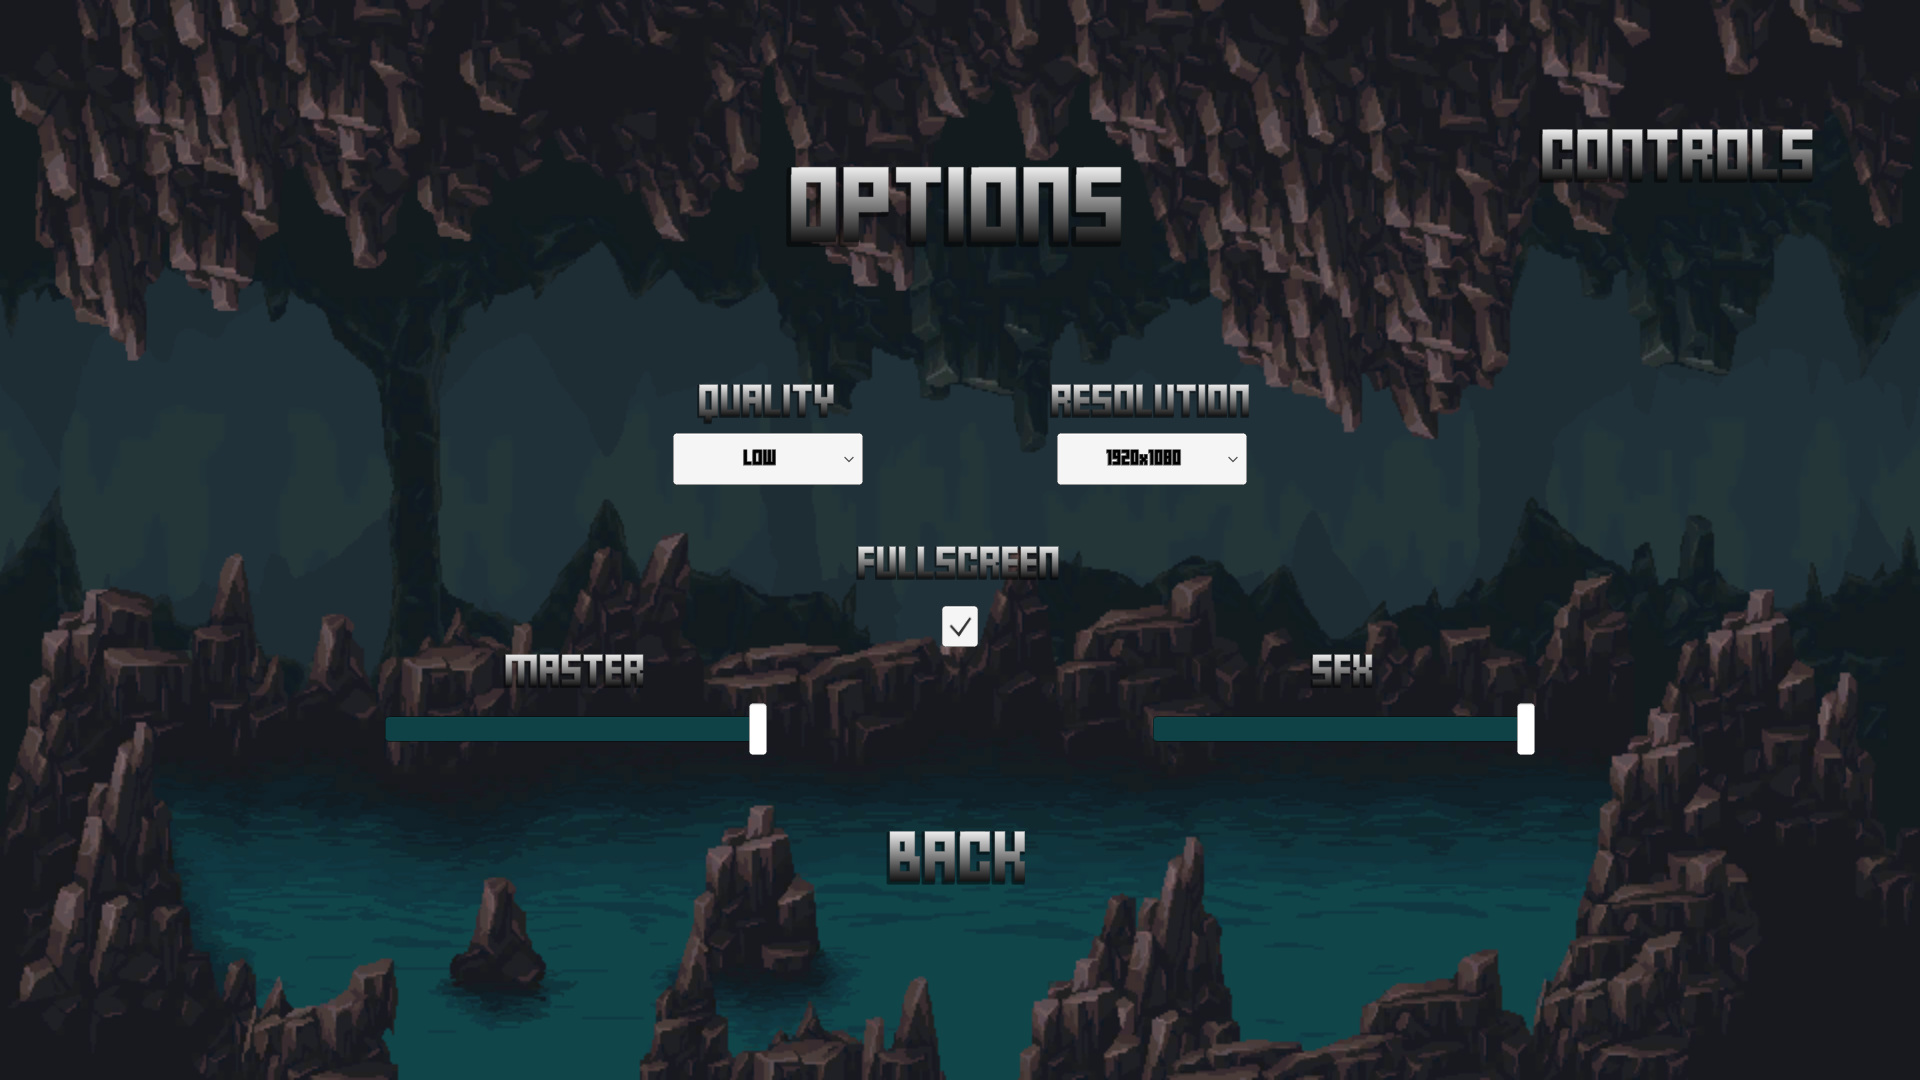 CONTROLS
OPTIONS
QUALITY
RESOLUTION
LOW
1920x1080
FULLSCREEN
MASTER
SFX
BACK